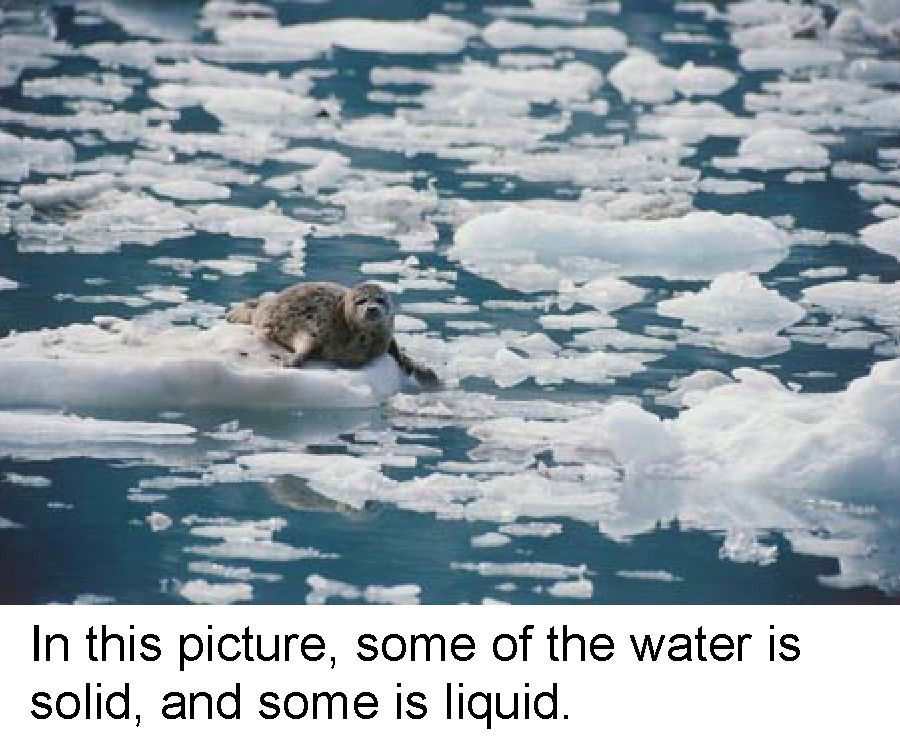 In this picture, some of the water is
solid, and some is liquid.